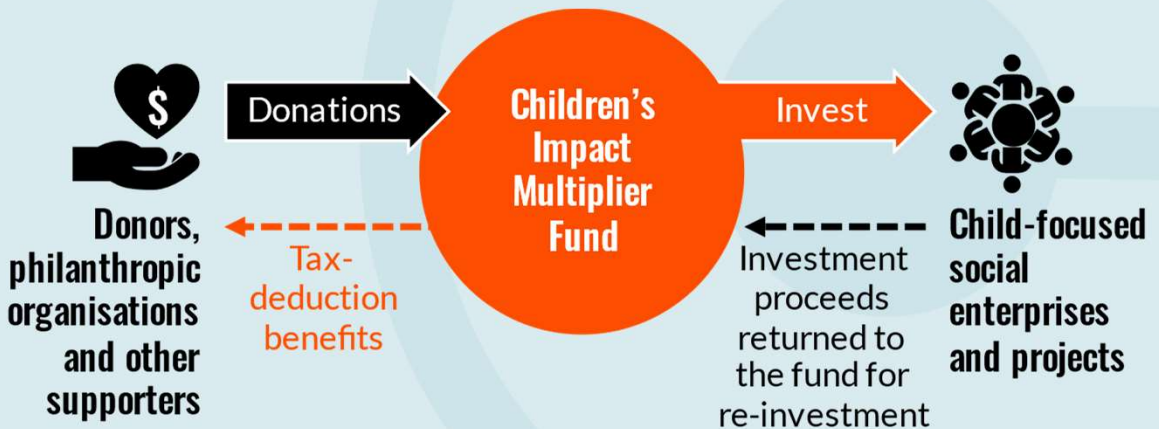 $
Donors,
philanthropic
organisations
and other
supporters
Donations
Tax-
deduction
benefits
Children's
Impact
Multiplier
Fund
Invest
Investment
proceeds
returned to
the fund for
re-investment
Child-focused
social
enterprises
and projects